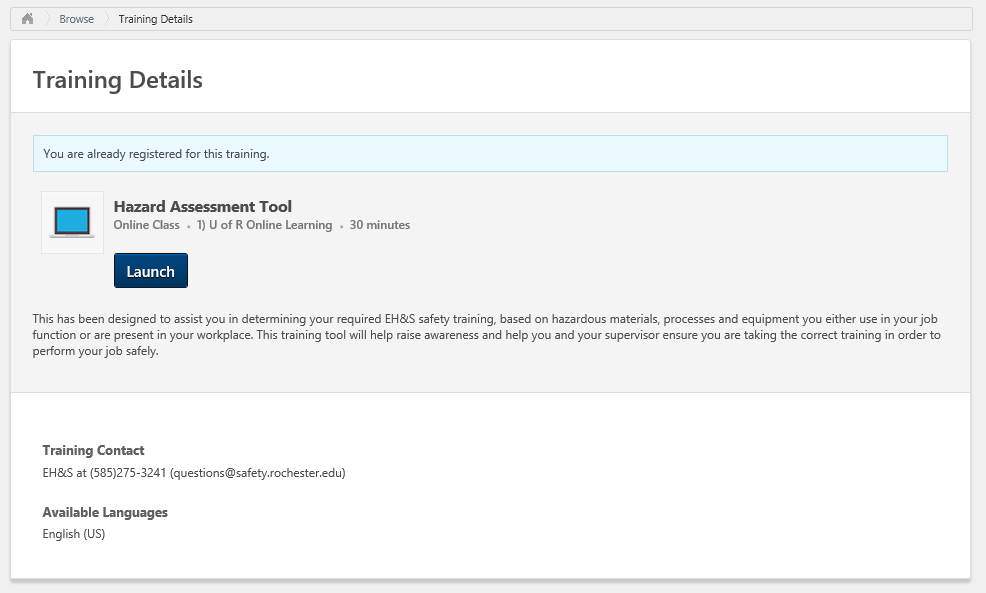 Browse Training Details
Training Details
You are already registered for this training.
Hazard Assessment Tool
Online Class • 1) U of R Online Learning • 30 minutes
Launch
This has been designed to assist you in determining your required EH&S safety training, based on hazardous materials, processes and equipment you either use in your job
function or are present in your workplace. This training tool will help raise awareness and help you and your supervisor ensure you are taking the correct training in order to
perform your job safely.
Training Contact
EH&S at (585)275-3241 (questions@safety.rochester.edu)
Available Languages
English (US)